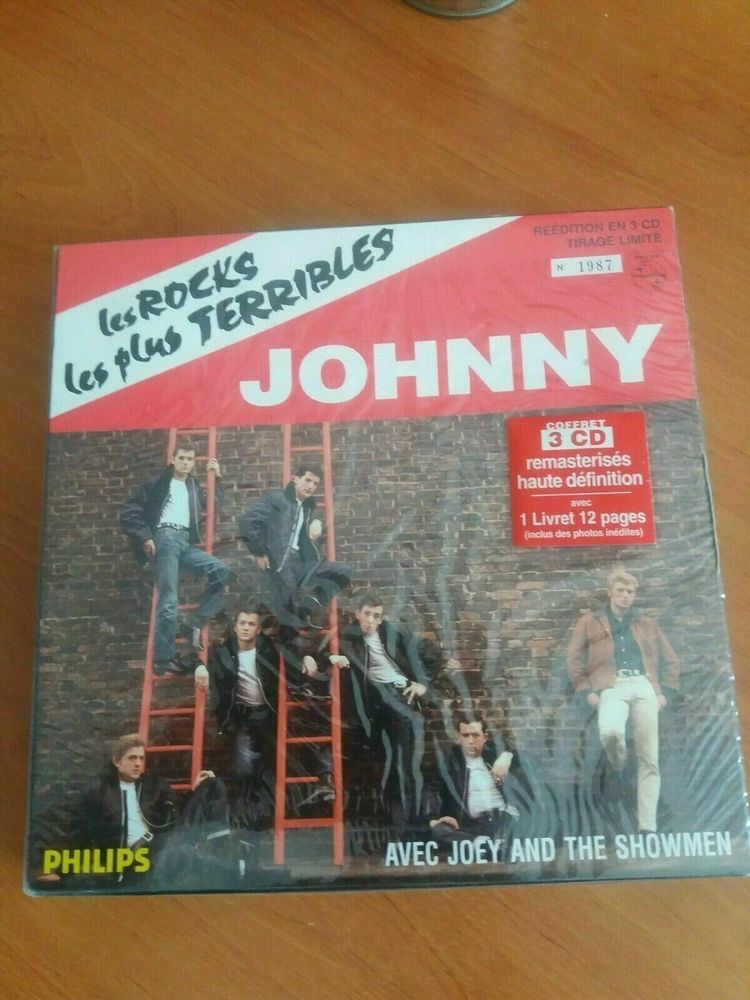 les ROCKS
les plus TERRIBLES
RÉÉDITION EN 3 CD
TIRAGE LIMITÉ
N° 1987
JOHNNY
COFFRET
3 CD
remasterisés
haute définition
avec
1 Livret 12 pages
(inclus des photos inédites)
PHILIPS
AVEC JOEY AND THE SHOWMEN